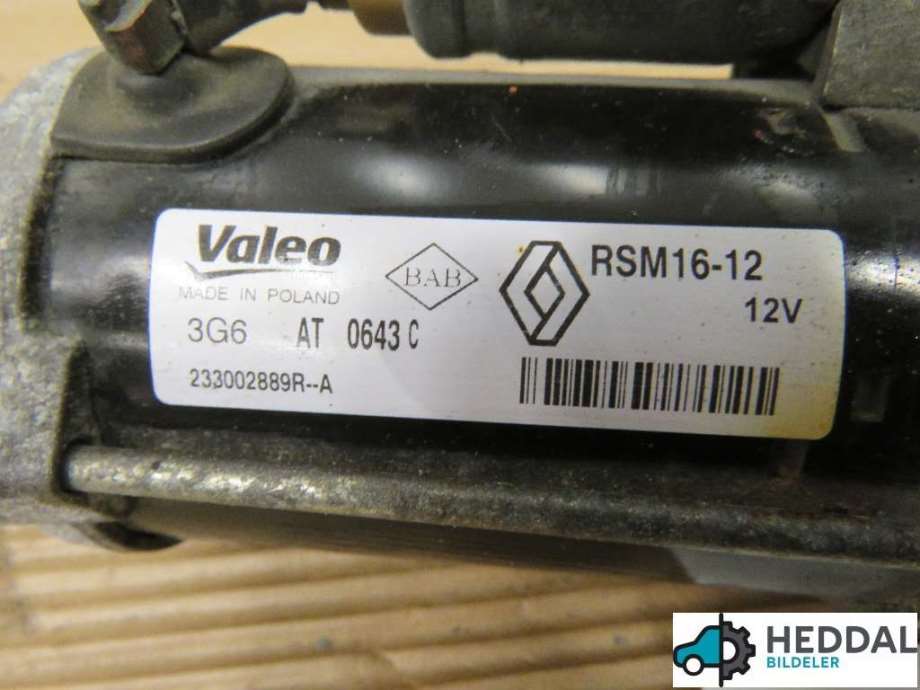 Valeo
MADE IN POLAND
BAB
RSM16-12
12V
3G6 AT 0643 C
233002889R--A
HEDDAL
BILDELER